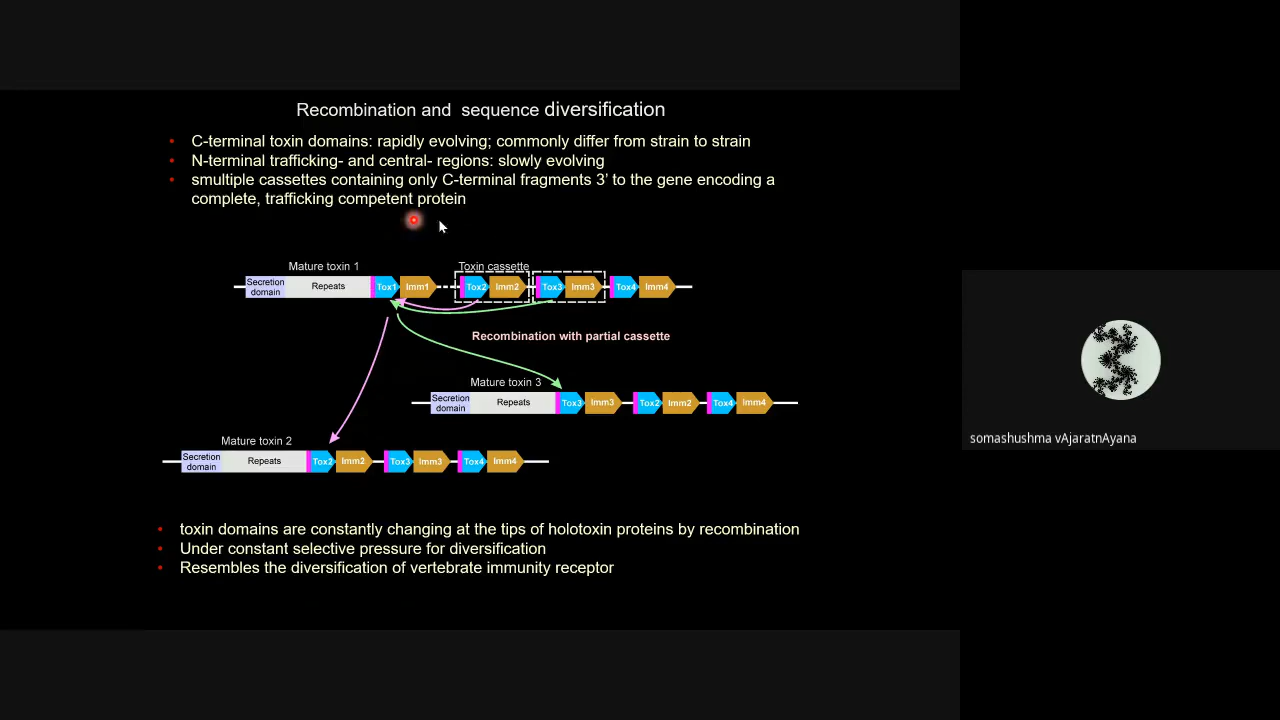 Recombination and sequence diversification
C-terminal toxin domains: rapidly evolving; commonly differ from strain to strain
N-terminal trafficking- and central- regions: slowly evolving
smultiple cassettes containing only C-terminal fragments 3' to the gene encoding a
complete, trafficking competent protein
Mature toxin 1
Toxin cassette
Secretion
domain
Repeats
Tox1
Imm1
Tox2
Imm2
Tox3
Imm3
Tox4
Imm4
Recombination with partial cassette
Mature toxin 3
Secretion
domain
Repeats
Tox3
Imm3
Tox2
Imm2
Tox4
Imm4
somashushma vAjaratnAyana
Mature toxin 2
Secretion
domain
Repeats
Tox2
Imm2
Tox3
Imm3
Tox4
Imm4
toxin domains are constantly changing at the tips of holotoxin proteins by recombination
Under constant selective pressure for diversification
Resembles the diversification of vertebrate immunity receptor